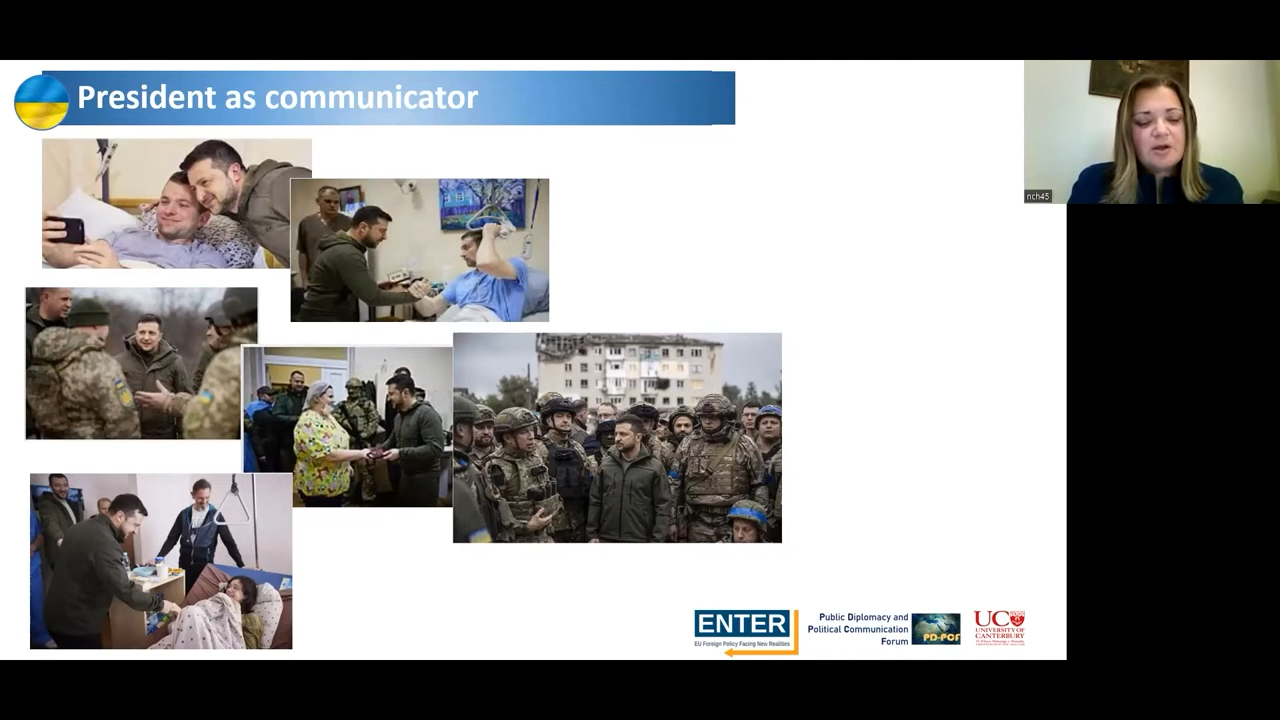 President as communicator
nch45
ENTER
EU Foreign Policy Facing New Realities
Public Diplomacy and
Political Communication
Forum
PD-PCF
UC
UNIVERSITY OF
CANTERBURY